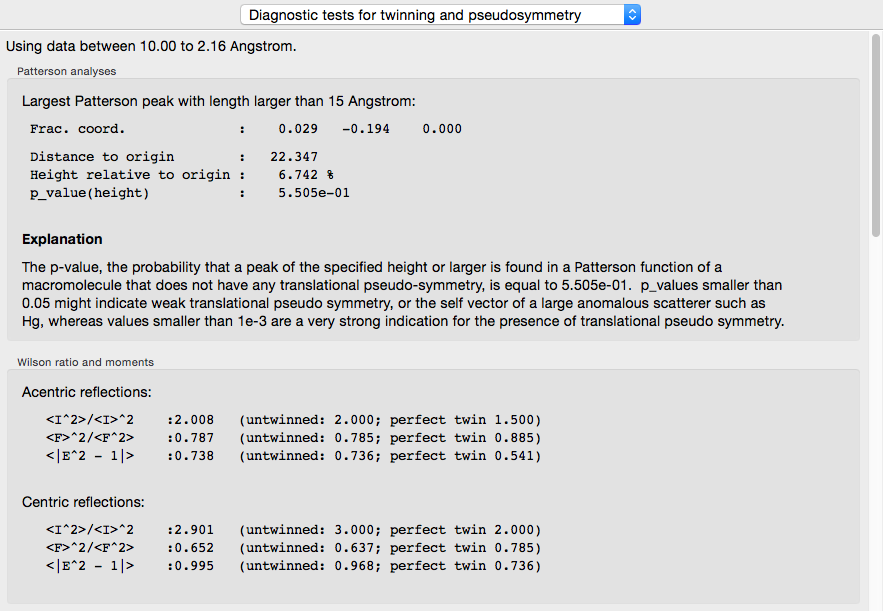 Diagnostic tests for twinning and pseudosymmetry
Using data between 10.00 to 2.16 Angstrom.
Patterson analyses
Largest Patterson peak with length larger than 15 Angstrom:
Frac. coord. : 0.029 -0.194 0.000
Distance to origin : 22.347
Height relative to origin : 6.742 %
p_value(height) : 5.505e-01
Explanation
The p-value, the probability that a peak of the specified height or larger is found in a Patterson function of a
macromolecule that does not have any translational pseudo-symmetry, is equal to 5.505e-01. p_values smaller than
0.05 might indicate weak translational pseudo symmetry, or the self vector of a large anomalous scatterer such as
Hg, whereas values smaller than 1e-3 are a very strong indication for the presence of translational pseudo symmetry.
Wilson ratio and moments
Acentric reflections:
<I^2>/<I>^2 :2.008 (untwinned: 2.000; perfect twin 1.500)
<F>^2/<F^2> :0.787 (untwinned: 0.785; perfect twin 0.885)
<|E^2 - 1|> :0.738 (untwinned: 0.736; perfect twin 0.541)
Centric reflections:
<I^2>/<I>^2 :2.901 (untwinned: 3.000; perfect twin 2.000)
<F>^2/<F^2> :0.652 (untwinned: 0.637; perfect twin 0.785)
<|E^2 - 1|> :0.995 (untwinned: 0.968; perfect twin 0.736)